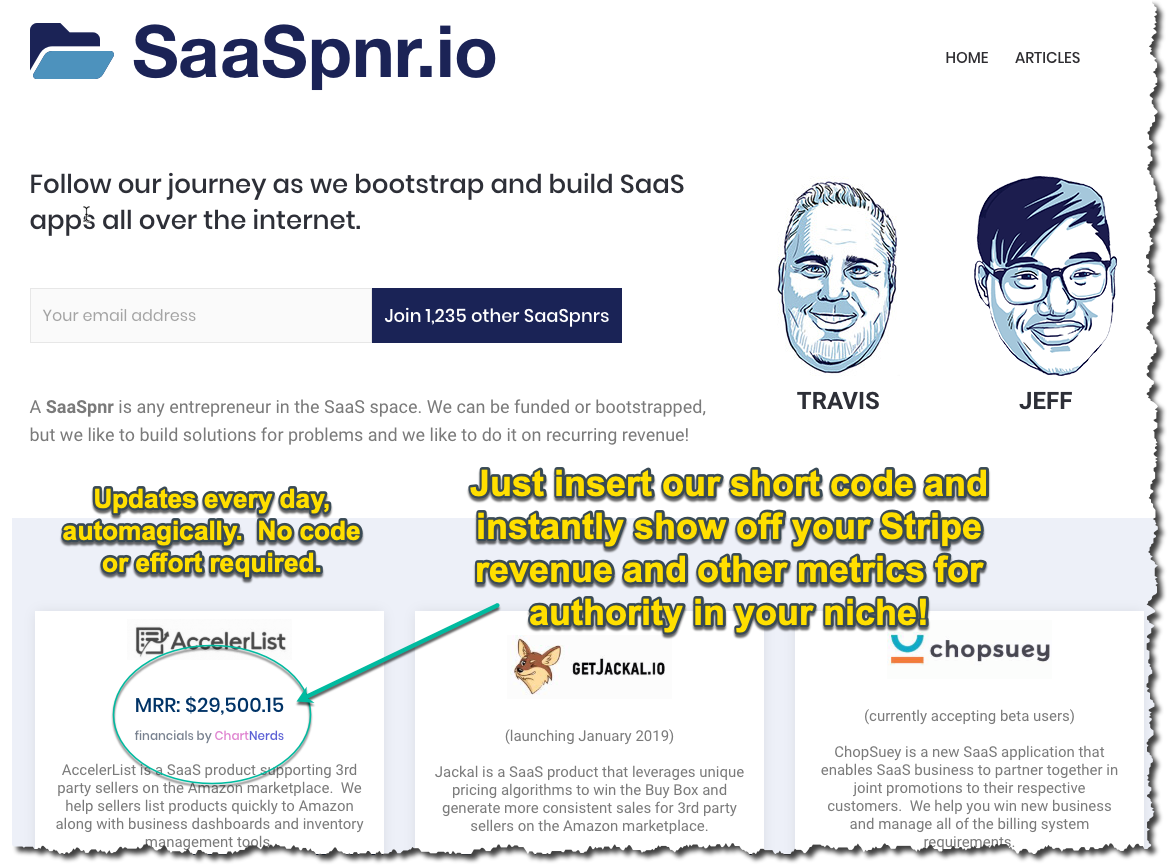 SaaSpnr.io
HOME ARTICLES
Follow our journey as we bootstrap and build SaaS
apps all over the internet.
Your email address
Join 1,235 other SaaSpnrs
TRAVIS
JEFF
A SaaSpnr is any entrepreneur in the SaaS space. We can be funded or bootstrapped,
but we like to build solutions for problems and we like to do it on recurring revenue!
Updates every day,
automagically. No code
or effort required.
Just insert our short code and
instantly show off your Stripe
revenue and other metrics for
authority in your niche!
AccelerList
MRR: $29,500.15
financials by ChartNerds
AccelerList is a SaaS product supporting 3rd
party sellers on the Amazon marketplace. We
help sellers list products quickly to Amazon
along with business dashboards and inventory
management tools.
GETJACKAL.IO
(launching January 2019)
Jackal is a SaaS product that leverages unique
pricing algorithms to win the Buy Box and
generate more consistent sales for 3rd party
sellers on the Amazon marketplace.
chopsuey
(currently accepting beta users)
ChopSuey is a new SaaS application that
enables SaaS business to partner together in
joint promotions to their respective
customers. We help you win new business
and manage all of the billing system
requirements.